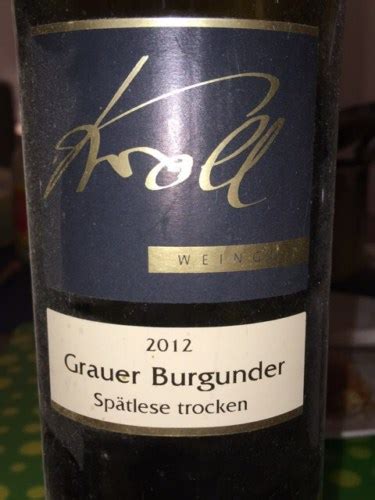 Kroll
2012
Grauer Burgunder
Spätlese trocken